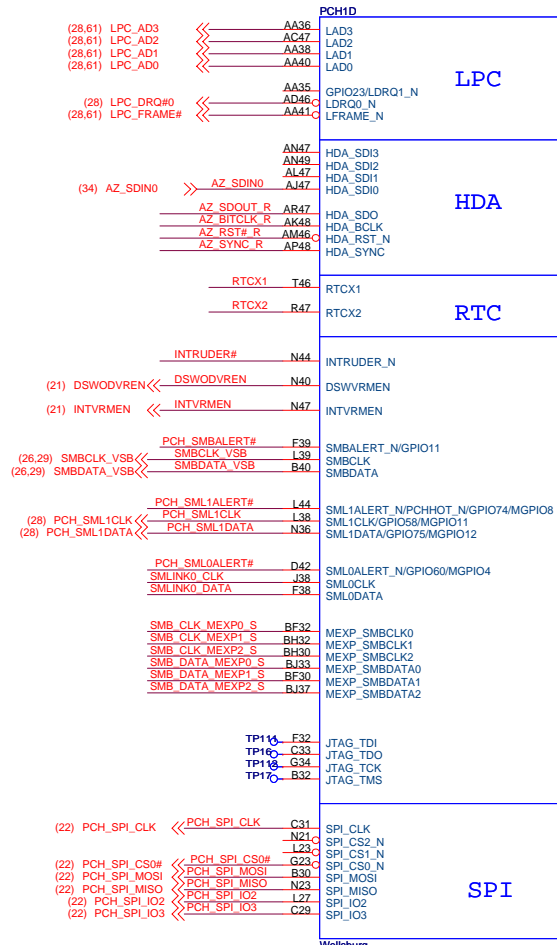 PCH1D
(28,61) LPC_AD3 AA36 LAD3
(28,61) LPC_AD2 AC47 LAD2
(28,61) LPC_AD1 AA38 LAD1
(28,61) LPC_AD0 AA40 LAD0
LPC
AA35 GPIO23/LDRQ1_N
(28) LPC_DRQ#0 AD46 LDRQ0_N
(28,61) LPC_FRAME# AA41 LFRAME_N
AN47 HDA_SDI3
AN49 HDA_SDI2
AL47 HDA_SDI1
(34) AZ_SDIN0 AZ_SDIN0 AJ47 HDA_SDI0
HDA
AZ_SDOUT_R AR47 HDA_SDO
AZ_BITCLK_R AK48 HDA_BCLK
AZ_RST#_R AM46 HDA_RST_N
AZ_SYNC_R AP48 HDA_SYNC
RTCX1 T46 RTCX1
RTCX2 R47 RTCX2
RTC
INTRUDER# N44 INTRUDER_N
(21) DSWODVREN DSWODVREN N40 DSWVRMEN
(21) INTVRMEN INTVRMEN N47 INTVRMEN
PCH_SMBALERT# F39 SMBALERT_N/GPIO11
(26,29) SMBCLK_VSB SMBCLK_VSB L39 SMBCLK
(26,29) SMBDATA_VSB SMBDATA_VSB B40 SMBDATA
PCH_SML1ALERT# L44 SML1ALERT_N/PCHHOT_N/GPIO74/MGPIO8
(28) PCH_SML1CLK PCH_SML1CLK L38 SML1CLK/GPIO58/MGPIO11
(28) PCH_SML1DATA PCH_SML1DATA N36 SML1DATA/GPIO75/MGPIO12
PCH_SML0ALERT# D42 SML0ALERT_N/GPIO60/MGPIO4
SMLINK0_CLK J38 SML0CLK
SMLINK0_DATA F38 SML0DATA
SMB_CLK_MEXP0_S BF32 MEXP_SMBCLK0
SMB_CLK_MEXP1_S BH32 MEXP_SMBCLK1
SMB_CLK_MEXP2_S BH30 MEXP_SMBCLK2
SMB_DATA_MEXP0_S BJ33 MEXP_SMBDATA0
SMB_DATA_MEXP1_S BF30 MEXP_SMBDATA1
SMB_DATA_MEXP2_S BJ37 MEXP_SMBDATA2
TP111 F32 JTAG_TDI
TP16 C33 JTAG_TDO
TP112 G34 JTAG_TCK
TP17 B32 JTAG_TMS
(22) PCH_SPI_CLK PCH_SPI_CLK C31 SPI_CLK
N21 SPI_CS2_N
L23 SPI_CS1_N
(22) PCH_SPI_CS0# PCH_SPI_CS0# G23 SPI_CS0_N
(22) PCH_SPI_MOSI PCH_SPI_MOSI B30 SPI_MOSI
(22) PCH_SPI_MISO PCH_SPI_MISO N23 SPI_MISO
(22) PCH_SPI_IO2 PCH_SPI_IO2 L27 SPI_IO2
(22) PCH_SPI_IO3 PCH_SPI_IO3 C29 SPI_IO3
SPI
Wellsburg